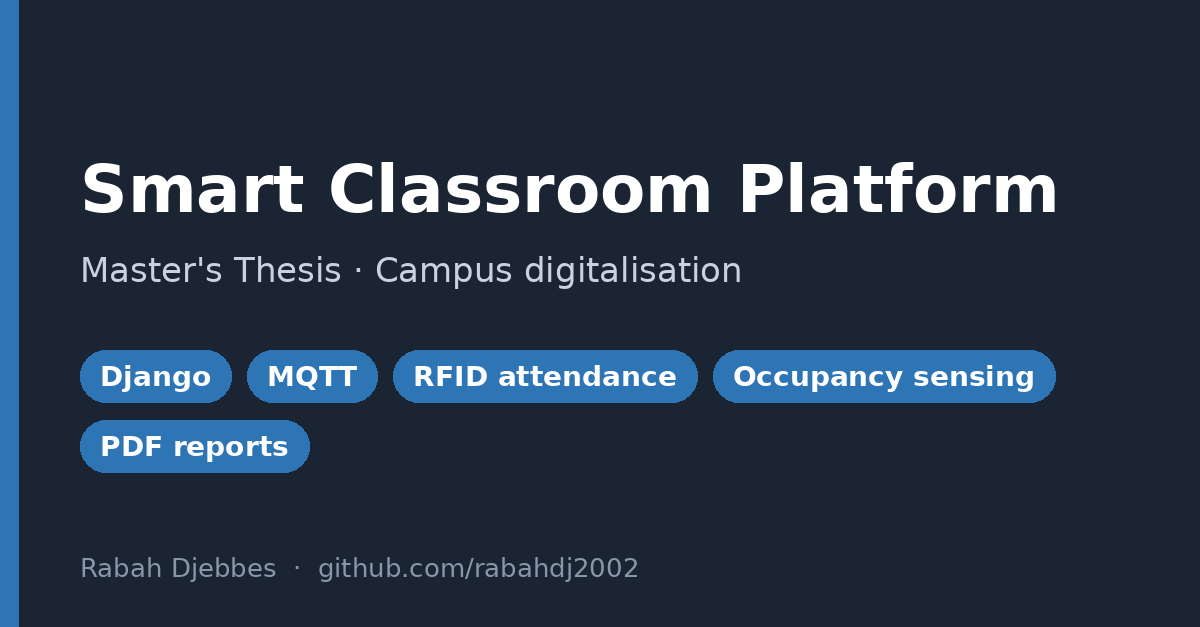 Smart Classroom Platform
Master's Thesis · Campus digitalisation
Django MQTT RFID attendance Occupancy sensing
PDF reports
Rabah Djebbes · github.com/rabahdj2002